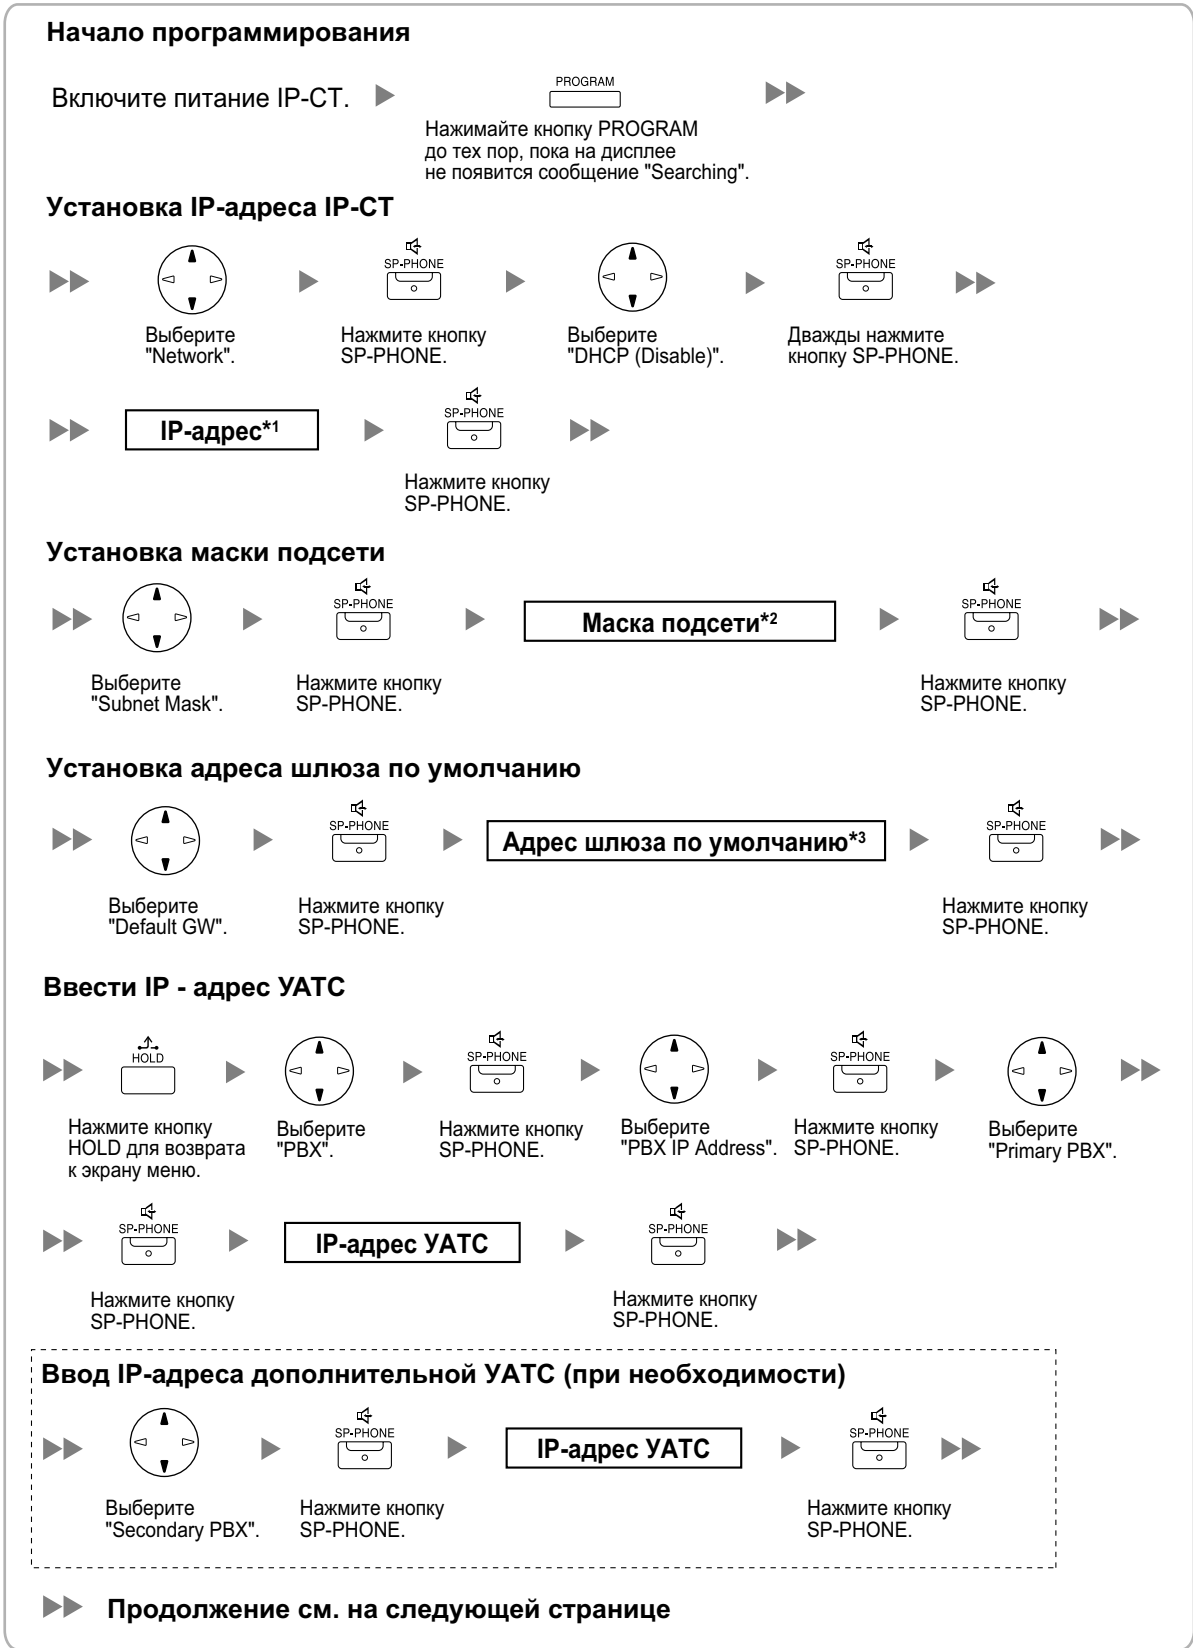 Начало программирования
Включите питание IP-СТ.
PROGRAM
Нажимайте кнопку PROGRAM
до тех пор, пока на дисплее
не появится сообщение "Searching".
Установка IP-адреса IP-СТ
SP-PHONE
SP-PHONE
Выберите
"Network".
Нажмите кнопку
SP-PHONE.
Выберите
"DHCP (Disable)".
Дважды нажмите
кнопку SP-PHONE.
IP-адрес*1
SP-PHONE
Нажмите кнопку
SP-PHONE.
Установка маски подсети
SP-PHONE
Маска подсети*2
SP-PHONE
Выберите
"Subnet Mask".
Нажмите кнопку
SP-PHONE.
Нажмите кнопку
SP-PHONE.
Установка адреса шлюза по умолчанию
SP-PHONE
Адрес шлюза по умолчанию*3
SP-PHONE
Выберите
"Default GW".
Нажмите кнопку
SP-PHONE.
Нажмите кнопку
SP-PHONE.
Ввести IP - адрес УАТС
HOLD
SP-PHONE
SP-PHONE
Нажмите кнопку
HOLD для возврата
к экрану меню.
Выберите
"PBX".
Нажмите кнопку
SP-PHONE.
Выберите
"PBX IP Address".
Нажмите кнопку
SP-PHONE.
Выберите
"Primary PBX".
SP-PHONE
IP-адрес УАТС
SP-PHONE
Нажмите кнопку
SP-PHONE.
Нажмите кнопку
SP-PHONE.
Ввод IP-адреса дополнительной УАТС (при необходимости)
SP-PHONE
IP-адрес УАТС
SP-PHONE
Выберите
"Secondary PBX".
Нажмите кнопку
SP-PHONE.
Нажмите кнопку
SP-PHONE.
Продолжение см. на следующей странице